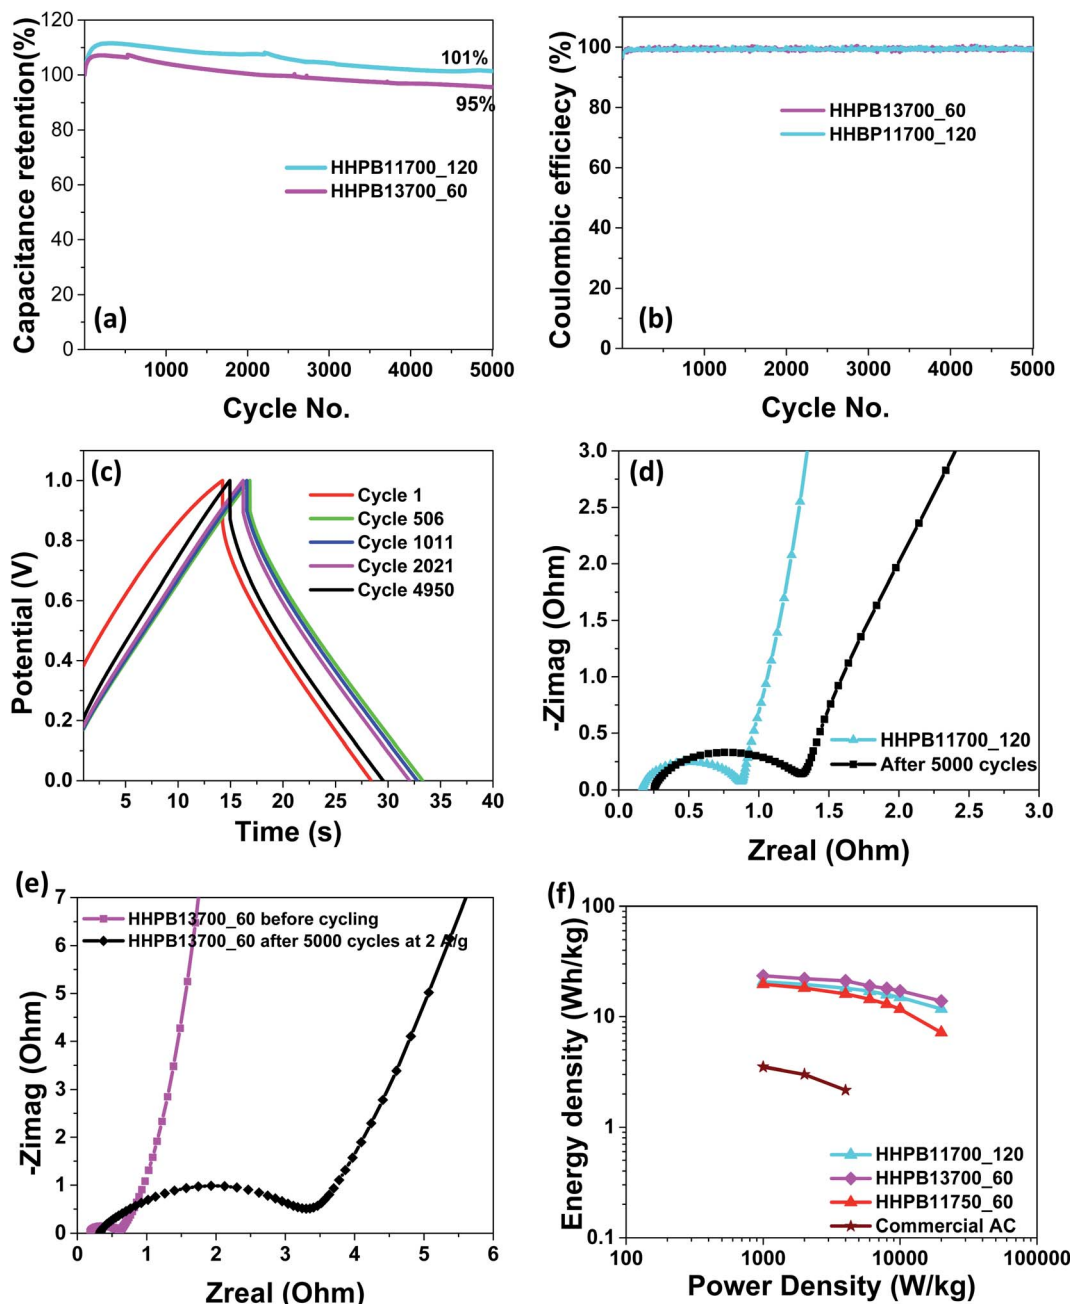 120
100
80
60
40
20
0
Capacitance retention(%)
101%
95%
HHPB11700_120
HHPB13700_60
(a)
1000 2000 3000 4000 5000
Cycle No.
100
80
60
40
20
0
Coulombic efficiecy (%)
HHPB13700_60
HHBP11700_120
(b)
1000 2000 3000 4000 5000
Cycle No.
(c)
1.0
0.8
0.6
0.4
0.2
0.0
Potential (V)
Cycle 1
Cycle 506
Cycle 1011
Cycle 2021
Cycle 4950
5 10 15 20 25 30 35 40
Time (s)
(d)
3.0
2.5
2.0
1.5
1.0
0.5
0.0
-Zimag (Ohm)
HHPB11700_120
After 5000 cycles
0.0 0.5 1.0 1.5 2.0 2.5 3.0
Zreal (Ohm)
(e)
7
6
5
4
3
2
1
0
-Zimag (Ohm)
HHPB13700_60 before cycling
HHPB13700_60 after 5000 cycles at 2 A/g
0 1 2 3 4 5 6
Zreal (Ohm)
(f)
100
10
1
0.1
Energy density (Wh/kg)
HHPB11700_120
HHPB13700_60
HHPB11750_60
Commercial AC
100 1000 10000 100000
Power Density (W/kg)